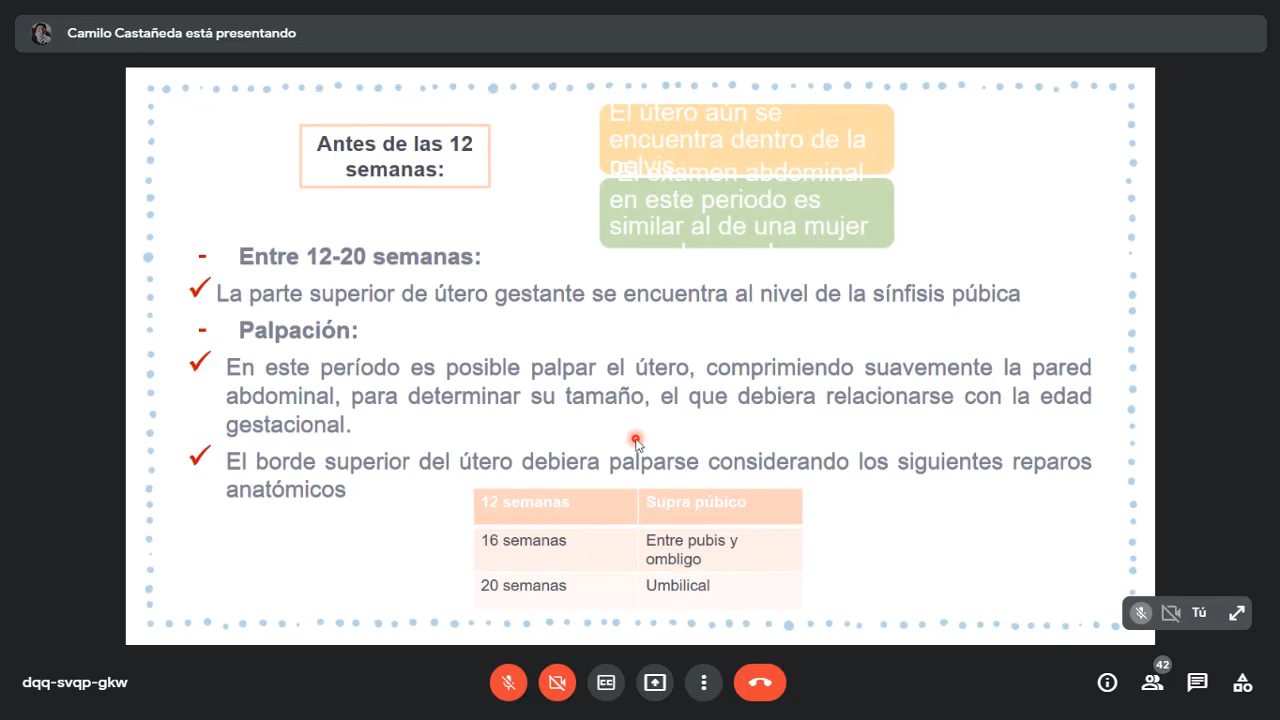 Camilo Castañeda está presentando
Antes de las 12
semanas:
El útero aún se
encuentra dentro de la
pelvis
El examen abdominal
en este periodo es
similar al de una mujer
- Entre 12-20 semanas:
La parte superior de útero gestante se encuentra al nivel de la sínfisis púbica
- Palpación:
En este período es posible palpar el útero, comprimiendo suavemente la pared
abdominal, para determinar su tamaño, el que debiera relacionarse con la edad
gestacional.
El borde superior del útero debiera palparse considerando los siguientes reparos
anatómicos
12 semanas Supra púbico
16 semanas Entre pubis y
ombligo
20 semanas Umbilical
Tú
dqq-svqp-gkw
CC
42